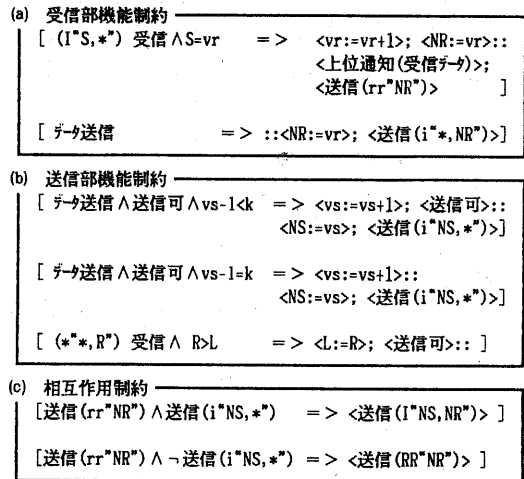 (a) 受信部機能制約
[ (I"S,*") 受信∧S=vr => <vr:=vr+1>; <NR:=vr>::
<上位通知(受信データ)>;
<送信(rr"NR")> ]
[ データ送信 => ::<NR:=vr>; <送信(i"*,NR")>]
(b) 送信部機能制約
[ データ送信∧送信可∧vs-1<k => <vs:=vs+1>; <送信可>::
<NS:=vs>; <送信(i"NS,*")>]
[ データ送信∧送信可∧vs-1=k => <vs:=vs+1>::
<NS:=vs>; <送信(i"NS,*")>]
[ (*"*,R") 受信∧ R>L => <L:=R>; <送信可>:: ]
(c) 相互作用制約
[送信(rr"NR")∧送信(i"NS,*") => <送信(I"NS,NR")> ]
[送信(rr"NR")∧¬送信(i"NS,*") => <送信(RR"NR")> ]